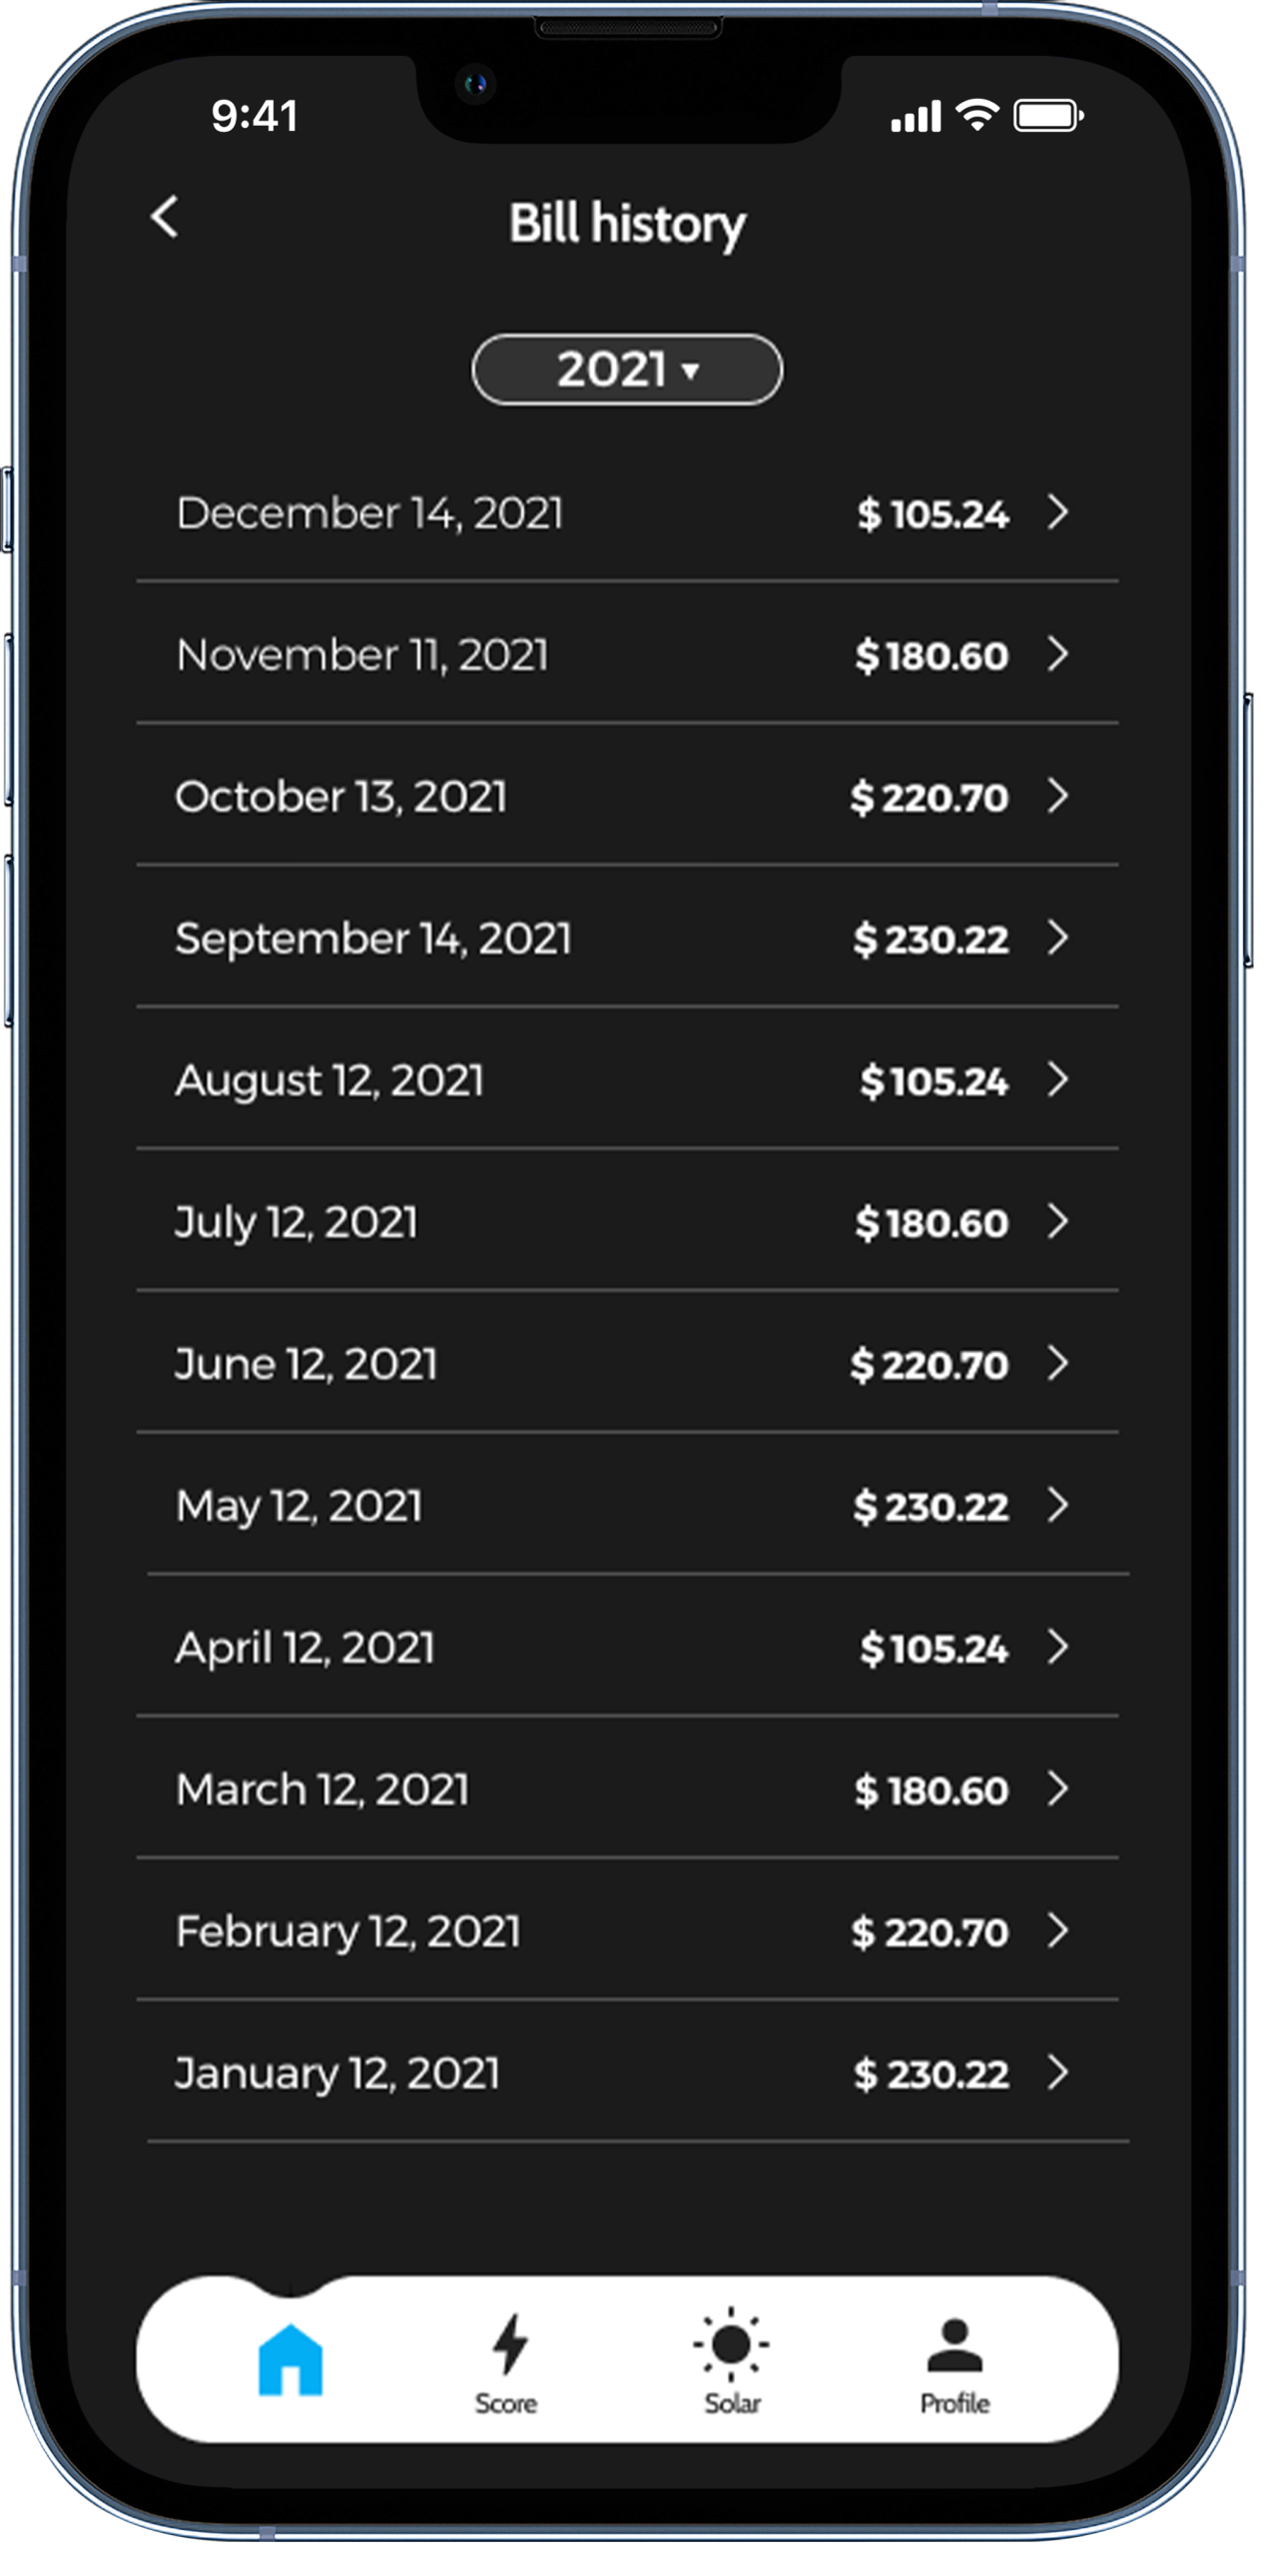 9:41
Bill history
2021 ▾
December 14, 2021 $ 105.24
November 11, 2021 $ 180.60
October 13, 2021 $ 220.70
September 14, 2021 $ 230.22
August 12, 2021 $ 105.24
July 12, 2021 $ 180.60
June 12, 2021 $ 220.70
May 12, 2021 $ 230.22
April 12, 2021 $ 105.24
March 12, 2021 $ 180.60
February 12, 2021 $ 220.70
January 12, 2021 $ 230.22
Score Solar Profile